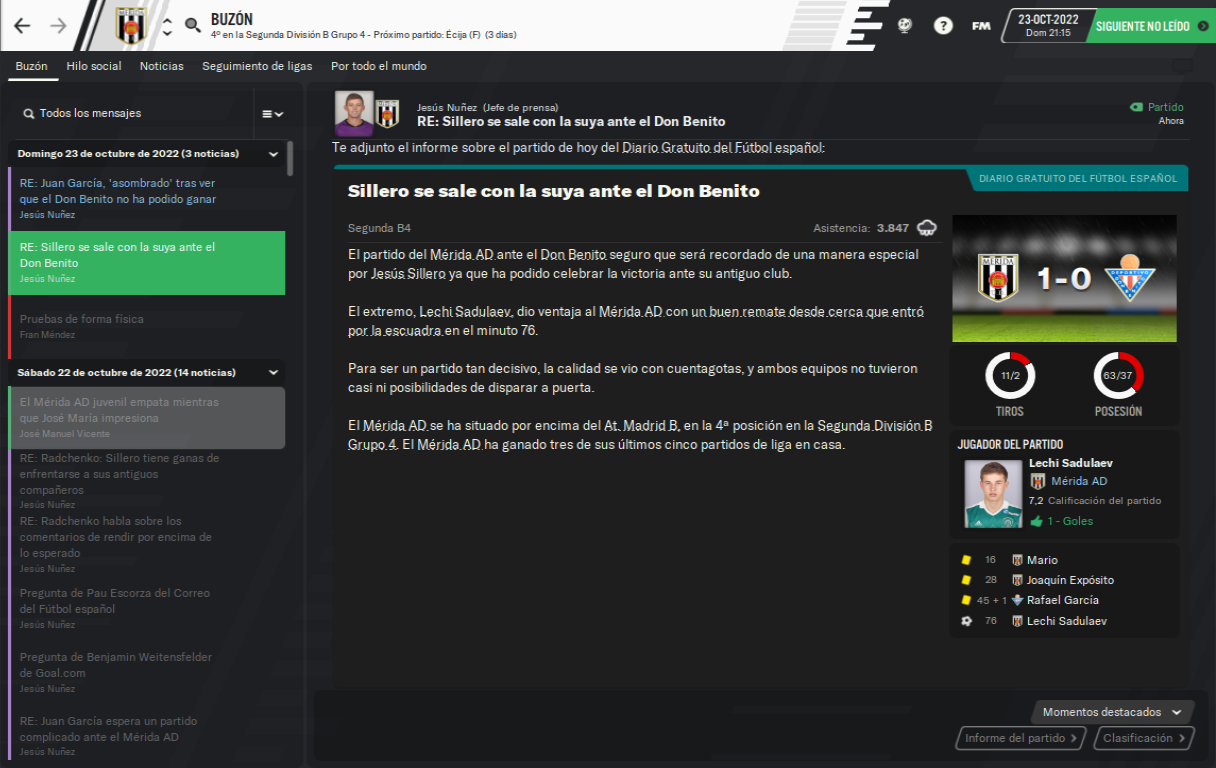 BUZÓN
4º en la Segunda División B Grupo 4 - Próximo partido: Écija (F) (3 días)
?
FM
23-OCT-2022
Dom 21:15
SIGUIENTE NO LEÍDO
Buzón
Hilo social
Noticias
Seguimiento de ligas
Por todo el mundo
Todos los mensajes
Domingo 23 de octubre de 2022 (3 noticias)
RE: Juan García, 'asombrado' tras ver
que el Don Benito no ha podido ganar
Jesús Nuñez
RE: Sillero se sale con la suya ante el
Don Benito
Jesús Nuñez
Pruebas de forma física
Fran Méndez
Sábado 22 de octubre de 2022 (14 noticias)
El Mérida AD juvenil empata mientras
que José María impresiona
José Manuel Vicente
RE: Radchenko: Sillero tiene ganas de
enfrentarse a sus antiguos
compañeros
Jesús Nuñez
RE: Radchenko habla sobre los
comentarios de rendir por encima de
lo esperado
Jesús Nuñez
Pregunta de Pau Escorza del Correo
del Fútbol español
Jesús Nuñez
Pregunta de Benjamin Weitensfelder
de Goal.com
Jesús Nuñez
RE: Juan García espera un partido
complicado ante el Mérida AD
Jesús Nuñez
Jesús Nuñez (Jefe de prensa)
RE: Sillero se sale con la suya ante el Don Benito
Partido
Ahora
Te adjunto el informe sobre el partido de hoy del Diario Gratuito del Fútbol español:
DIARIO GRATUITO DEL FÚTBOL ESPAÑOL
Sillero se sale con la suya ante el Don Benito
Segunda B4
Asistencia: 3.847
El partido del Mérida AD ante el Don Benito seguro que será recordado de una manera especial
por Jesús Sillero ya que ha podido celebrar la victoria ante su antiguo club.
El extremo, Lechi Sadulaev, dio ventaja al Mérida AD con un buen remate desde cerca que entró
por la escuadra en el minuto 76.
Para ser un partido tan decisivo, la calidad se vio con cuentagotas, y ambos equipos no tuvieron
casi ni posibilidades de disparar a puerta.
El Mérida AD se ha situado por encima del At. Madrid B, en la 4ª posición en la Segunda División B
Grupo 4. El Mérida AD ha ganado tres de sus últimos cinco partidos de liga en casa.
MÉRIDA
1-0
DEPORTIVO
11/2
63/37
TIROS
POSESIÓN
JUGADOR DEL PARTIDO
Lechi Sadulaev
Mérida AD
7,2 Calificación del partido
1 - Goles
16 Mario
28 Joaquín Expósito
45 + 1 Rafael García
76 Lechi Sadulaev
Momentos destacados
Informe del partido
Clasificación